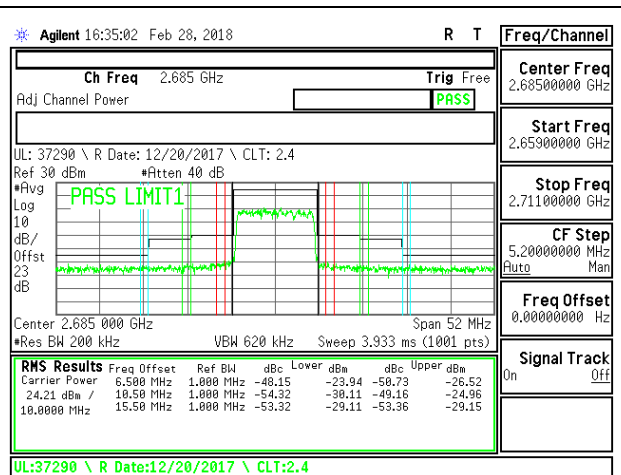 Agilent 16:35:02 Feb 28, 2018 R T
Freq/Channel
Ch Freq 2.685 GHz Trig Free
Adj Channel Power PASS
Center Freq
2.68500000 GHz
Start Freq
2.65900000 GHz
Stop Freq
2.71100000 GHz
CF Step
5.20000000 MHz
Auto Man
Freq Offset
0.00000000 Hz
Signal Track
On Off
UL: 37290 \ R Date: 12/20/2017 \ CLT: 2.4
Ref 30 dBm #Atten 40 dB
#Avg
Log
10
dB/
Offst
23
dB
PASS LIMIT1
Center 2.685 000 GHz Span 52 MHz
#Res BW 200 kHz VBW 620 kHz Sweep 3.933 ms (1001 pts)
RMS Results Freq Offset Ref BW dBc Lower dBm dBc Upper dBm
Carrier Power 6.500 MHz 1.000 MHz -48.15 -23.94 -50.73 -26.52
24.21 dBm / 10.50 MHz 1.000 MHz -54.32 -30.11 -49.16 -24.96
10.0000 MHz 15.50 MHz 1.000 MHz -53.32 -29.11 -53.36 -29.15
UL:37290 \ R Date:12/20/2017 \ CLT:2.4